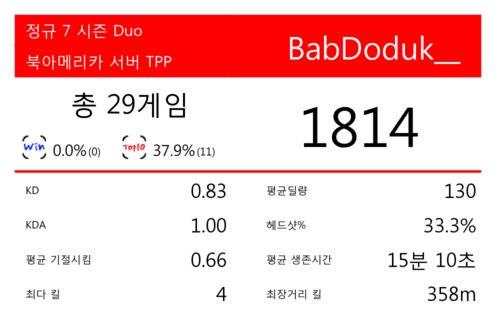 정규 7 시즌 Duo
북아메리카 서버 TPP
BabDoduk__
총 29게임
Win 0.0%(0) Top10 37.9%(11)
1814
KD 0.83
평균딜량 130
KDA 1.00
헤드샷% 33.3%
평균 기절시킴 0.66
평균 생존시간 15분 10초
최다 킬 4
최장거리 킬 358m